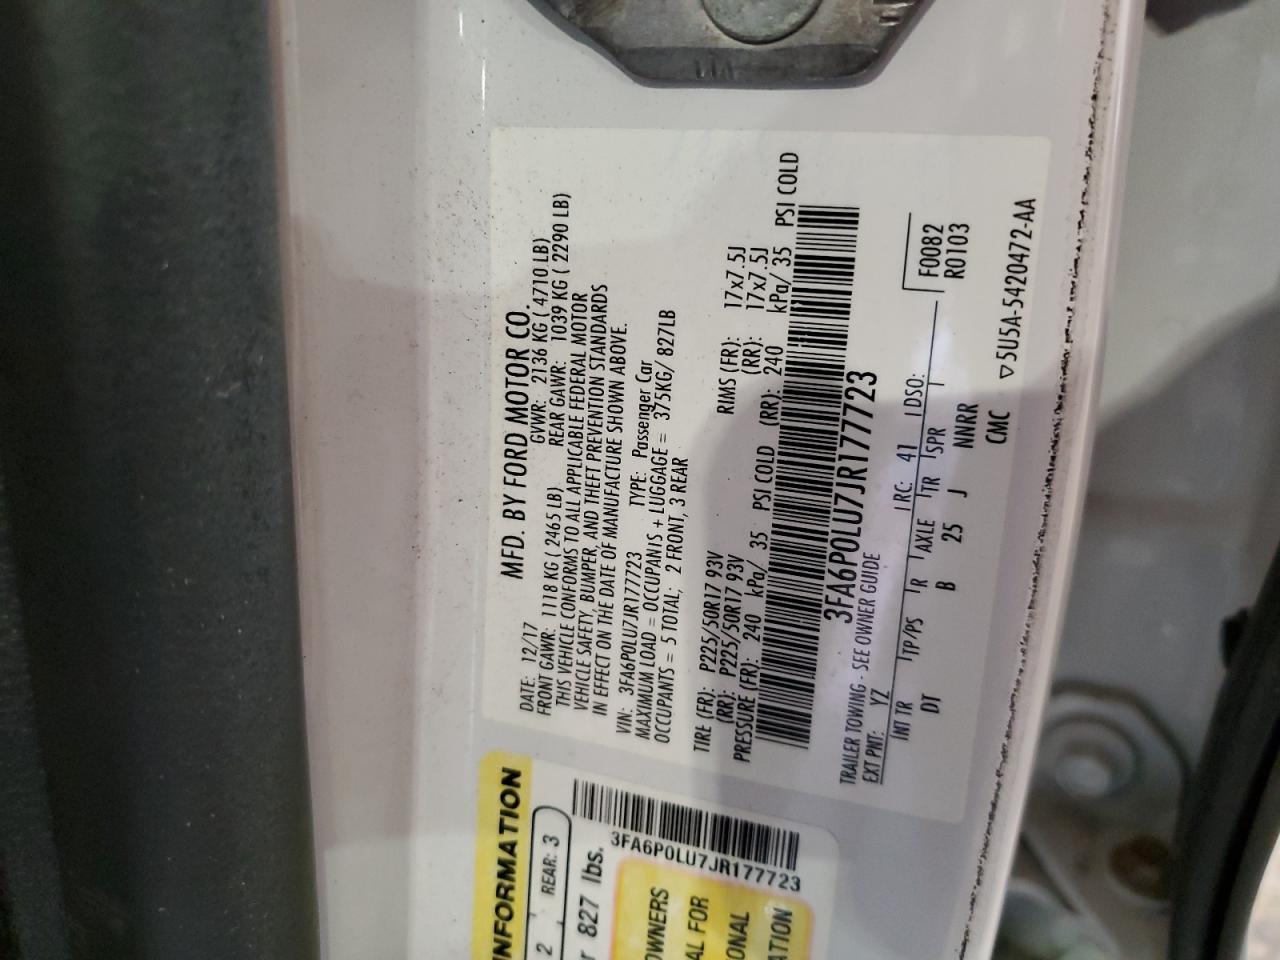 MFD. BY FORD MOTOR CO.
DATE: 12/17 GVWR: 2136 KG ( 4710 LB)
FRONT GAWR: 1118 KG ( 2465 LB) REAR GAWR: 1039 KG ( 2290 LB)
THIS VEHICLE CONFORMS TO ALL APPLICABLE FEDERAL MOTOR
VEHICLE SAFETY, BUMPER, AND THEFT PREVENTION STANDARDS
IN EFFECT ON THE DATE OF MANUFACTURE SHOWN ABOVE.
VIN: 3FA6P0LU7JR177723 TYPE: Passenger Car
MAXIMUM LOAD = OCCUPANTS + LUGGAGE = 375KG/ 827LB
OCCUPANTS = 5 TOTAL; 2 FRONT, 3 REAR
TIRE (FR): P225/50R17 93V RIMS (FR): 17x7.5J
(RR): P225/50R17 93V (RR): 17x7.5J
PRESSURE (FR): 240 kPa/ 35 PSI COLD (RR): 240 kPa/ 35 PSI COLD
3FA6P0LU7JR177723
TRAILER TOWING - SEE OWNER GUIDE
EXT PNT: YZ RC: 41 DSO: F0082
INT TR TP/PS R AXLE TR SPR R0103
DT B 25 J NNRR
CMC ▽5U5A-5420472-AA
NFORMATION
2 REAR: 3
r 827 lbs.
3FA6P0LU7JR177723
OWNERS
AL FOR
ONAL
ATION